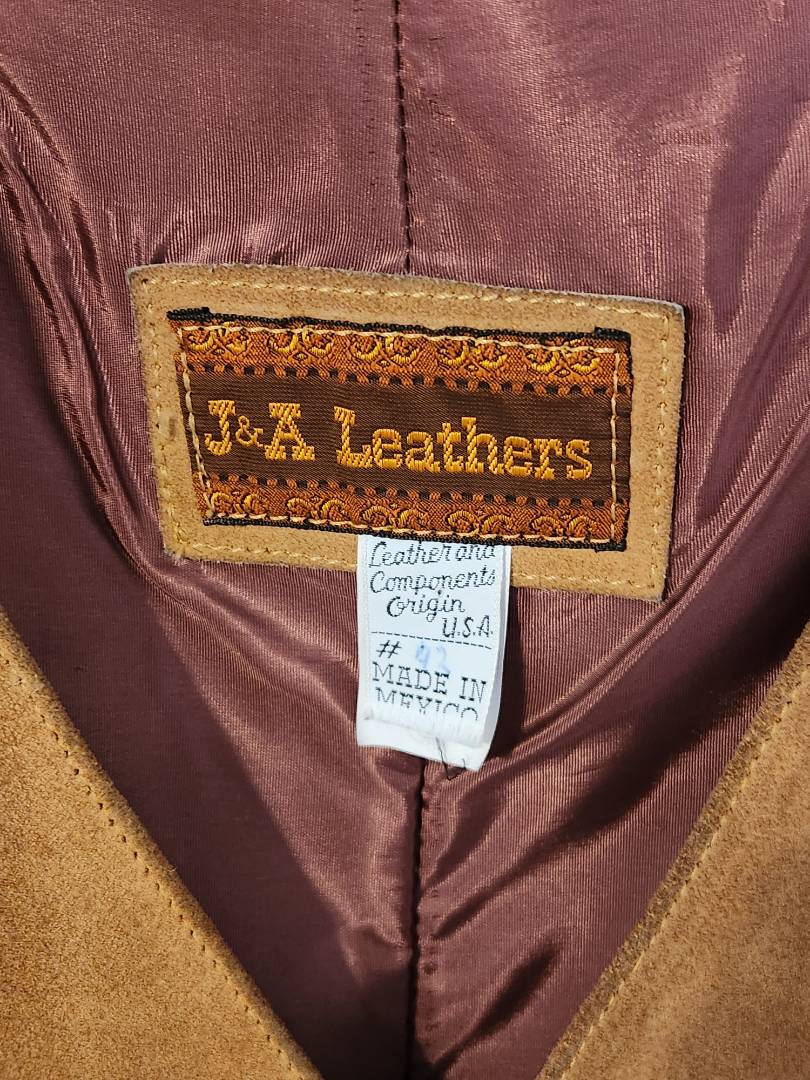 J&A Leathers
Leather and
Components
Origin
U.S.A.
# 42
MADE IN
MEXICO